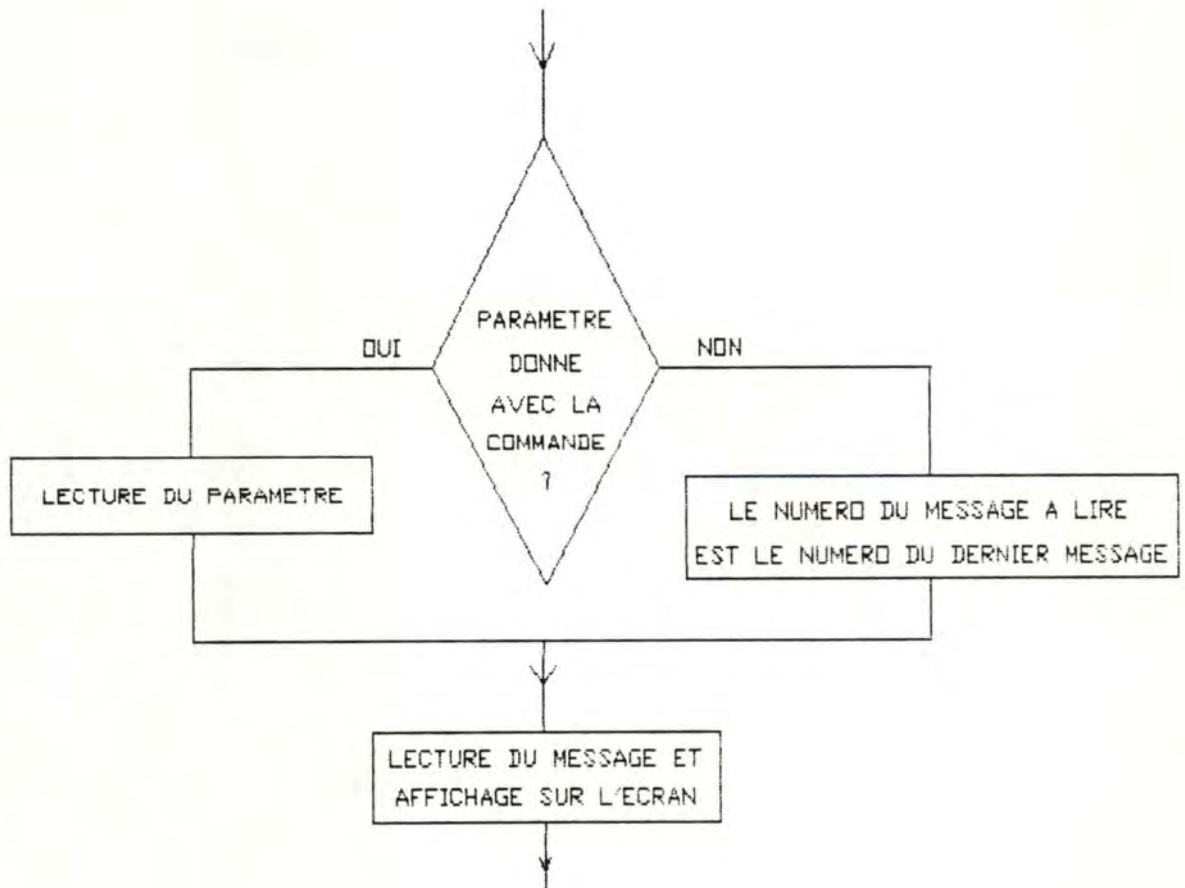 PARAMETRE
DONNE
AVEC LA
COMMANDE
?
OUI
NON
LECTURE DU PARAMETRE
LE NUMERO DU MESSAGE A LIRE
EST LE NUMERO DU DERNIER MESSAGE
LECTURE DU MESSAGE ET
AFFICHAGE SUR L'ECRAN